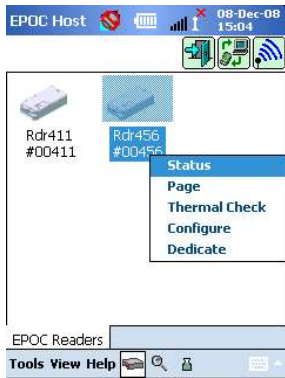 EPOC Host 08-Dec-08
15:04
Rdr411 Rdr456
#00411 #00456
Status
Page
Thermal Check
Configure
Dedicate
EPOC Readers
Tools View Help